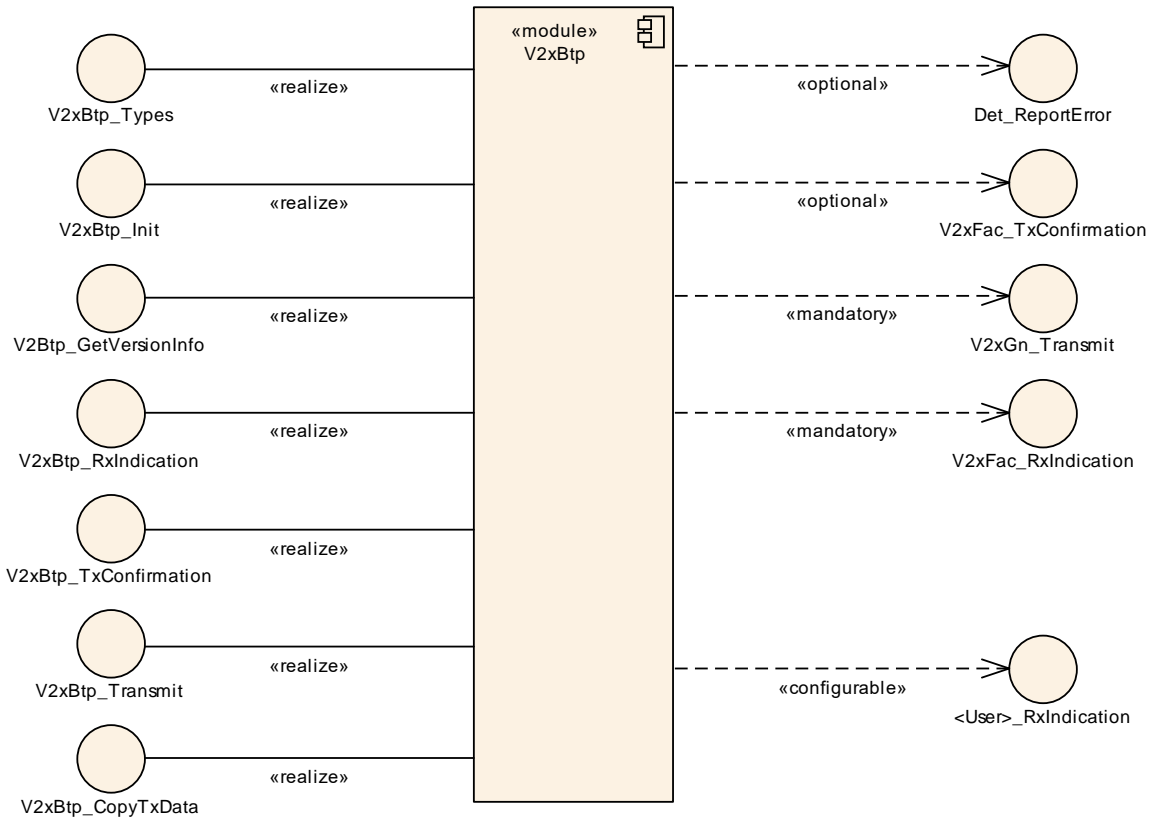 «module»
V2xBtp
«realize»
V2xBtp_Types
«realize»
V2xBtp_Init
«realize»
V2Btp_GetVersionInfo
«realize»
V2xBtp_RxIndication
«realize»
V2xBtp_TxConfirmation
«realize»
V2xBtp_Transmit
«realize»
V2xBtp_CopyTxData
«optional»
Det_ReportError
«optional»
V2xFac_TxConfirmation
«mandatory»
V2xGn_Transmit
«mandatory»
V2xFac_RxIndication
«configurable»
<User>_RxIndication